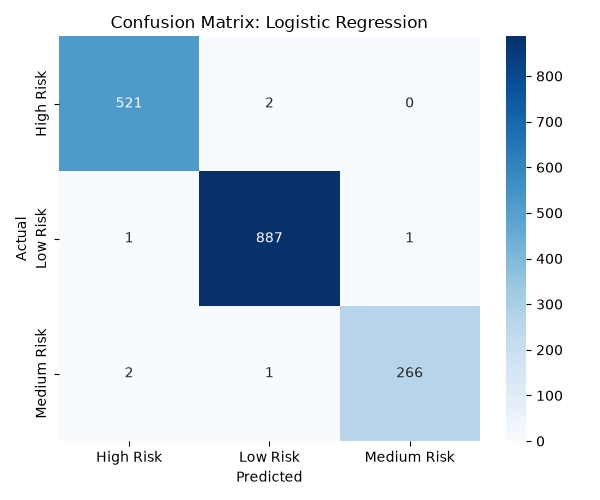 Confusion Matrix: Logistic Regression
Actual
High Risk
521 2 0
Low Risk
1 887 1
Medium Risk
2 1 266
High Risk Low Risk Medium Risk
Predicted
800
700
600
500
400
300
200
100
0